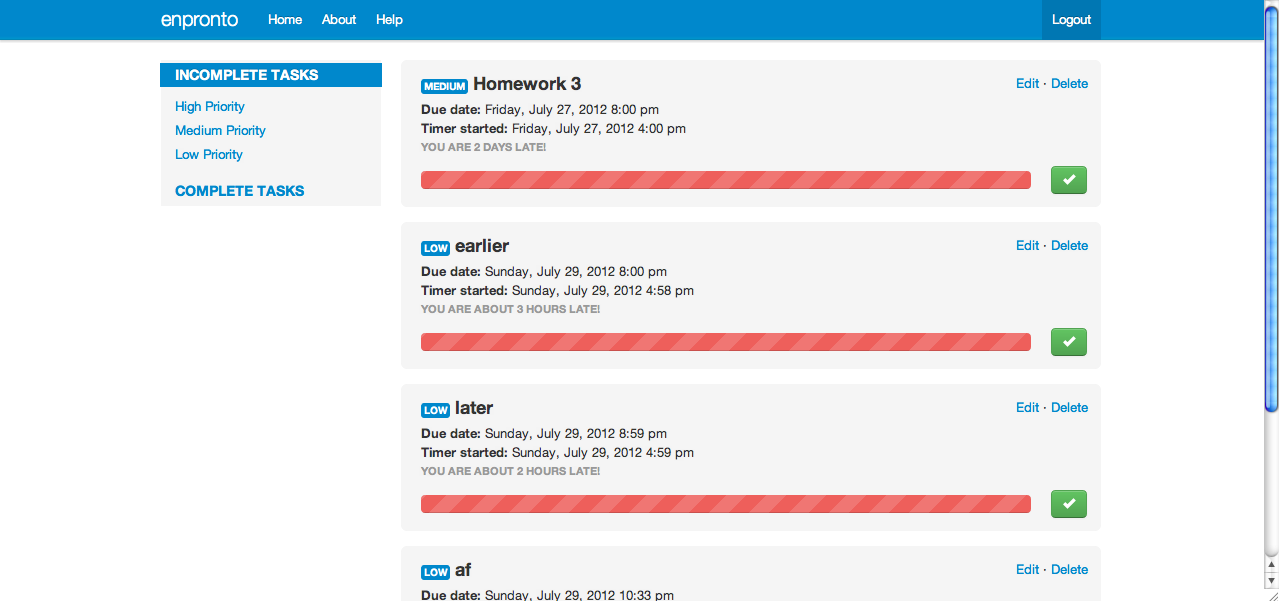 enpronto Home About Help Logout
INCOMPLETE TASKS
High Priority
Medium Priority
Low Priority
COMPLETE TASKS
MEDIUM Homework 3 Edit · Delete
Due date: Friday, July 27, 2012 8:00 pm
Timer started: Friday, July 27, 2012 4:00 pm
YOU ARE 2 DAYS LATE!
LOW earlier Edit · Delete
Due date: Sunday, July 29, 2012 8:00 pm
Timer started: Sunday, July 29, 2012 4:58 pm
YOU ARE ABOUT 3 HOURS LATE!
LOW later Edit · Delete
Due date: Sunday, July 29, 2012 8:59 pm
Timer started: Sunday, July 29, 2012 4:59 pm
YOU ARE ABOUT 2 HOURS LATE!
LOW af Edit · Delete
Due date: Sunday, July 29, 2012 10:33 pm